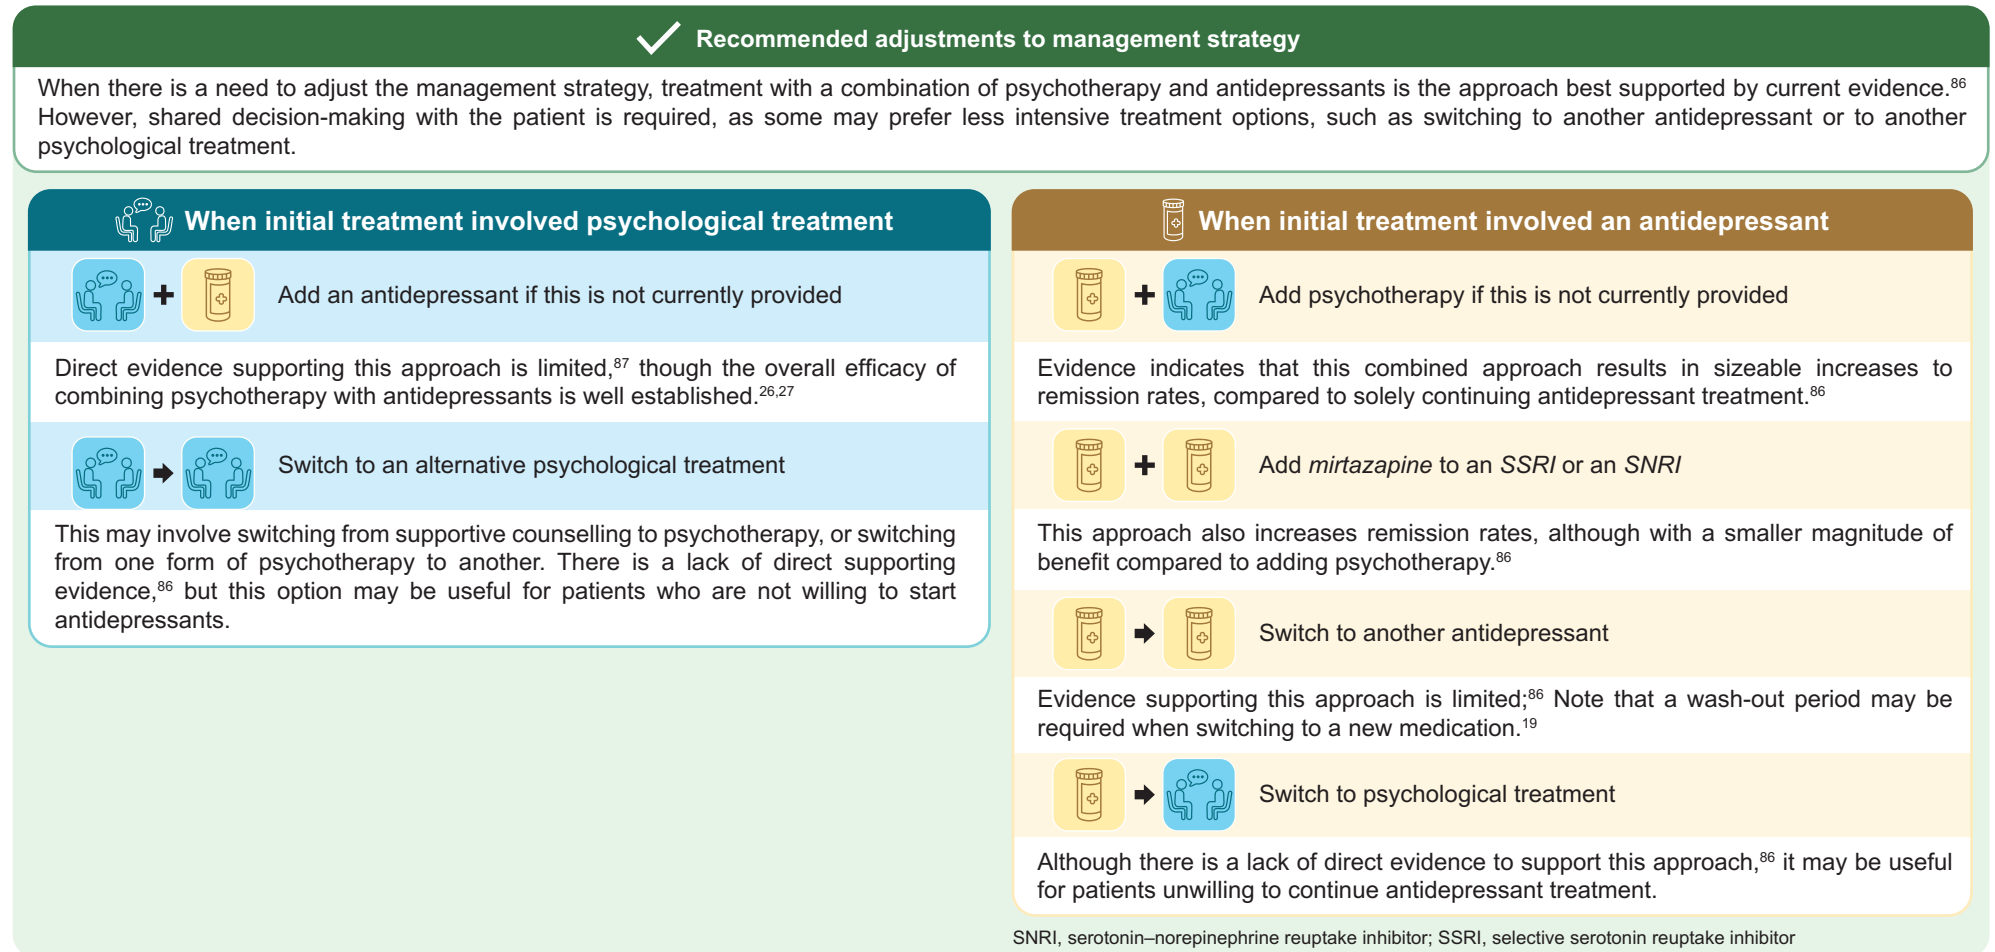 Recommended adjustments to management strategy
When there is a need to adjust the management strategy, treatment with a combination of psychotherapy and antidepressants is the approach best supported by current evidence.86
However, shared decision-making with the patient is required, as some may prefer less intensive treatment options, such as switching to another antidepressant or to another
psychological treatment.
When initial treatment involved psychological treatment
Add an antidepressant if this is not currently provided
Direct evidence supporting this approach is limited,87 though the overall efficacy of
combining psychotherapy with antidepressants is well established.26,27
Switch to an alternative psychological treatment
This may involve switching from supportive counselling to psychotherapy, or switching
from one form of psychotherapy to another. There is a lack of direct supporting
evidence,86 but this option may be useful for patients who are not willing to start
antidepressants.
When initial treatment involved an antidepressant
Add psychotherapy if this is not currently provided
Evidence indicates that this combined approach results in sizeable increases to
remission rates, compared to solely continuing antidepressant treatment.86
Add mirtazapine to an SSRI or an SNRI
This approach also increases remission rates, although with a smaller magnitude of
benefit compared to adding psychotherapy.86
Switch to another antidepressant
Evidence supporting this approach is limited;86 Note that a wash-out period may be
required when switching to a new medication.19
Switch to psychological treatment
Although there is a lack of direct evidence to support this approach,86 it may be useful
for patients unwilling to continue antidepressant treatment.
SNRI, serotonin–norepinephrine reuptake inhibitor; SSRI, selective serotonin reuptake inhibitor